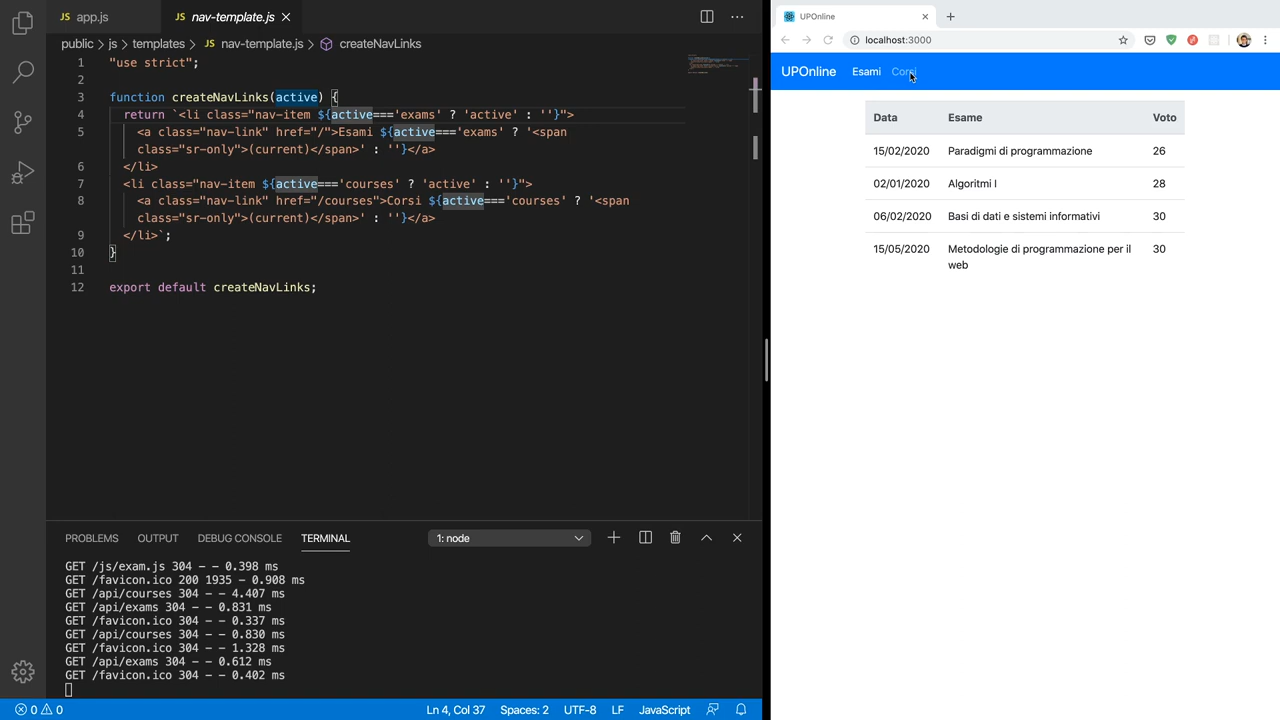 app.js
nav-template.js
public > js > templates > nav-template.js > createNavLinks
1 "use strict";
2
3 function createNavLinks(active) {
4 return `<li class="nav-item ${active==='exams' ? 'active' : ''}">
5 <a class="nav-link" href="/">Esami ${active==='exams' ? '<span
class="sr-only">(current)</span>' : ''}</a>
6 </li>
7 <li class="nav-item ${active==='courses' ? 'active' : ''}">
8 <a class="nav-link" href="/courses">Corsi ${active==='courses' ? '<span
class="sr-only">(current)</span>' : ''}</a>
9 </li>`;
10 }
11
12 export default createNavLinks;
PROBLEMS OUTPUT DEBUG CONSOLE TERMINAL 1: node
GET /js/exam.js 304 - - 0.398 ms
GET /favicon.ico 200 1935 - 0.908 ms
GET /api/courses 304 - - 4.407 ms
GET /api/exams 304 - - 0.831 ms
GET /favicon.ico 304 - - 0.337 ms
GET /api/courses 304 - - 0.830 ms
GET /favicon.ico 304 - - 1.328 ms
GET /api/exams 304 - - 0.612 ms
GET /favicon.ico 304 - - 0.402 ms
0 0 Ln 4, Col 37 Spaces: 2 UTF-8 LF JavaScript
UPOnline
localhost:3000
UPOnline Esami Corsi
Data Esame Voto
15/02/2020 Paradigmi di programmazione 26
02/01/2020 Algoritmi I 28
06/02/2020 Basi di dati e sistemi informativi 30
15/05/2020 Metodologie di programmazione per il 30
web